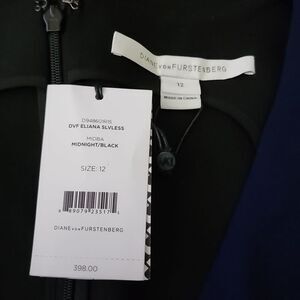 DIANE VON FURSTENBERG
12
MADE IN CHINA
DVF ELIANA SLVLESS
MIDBA
MIDNIGHT/BLACK
SIZE: 12
DIANE VON FURSTENBERG
398.00